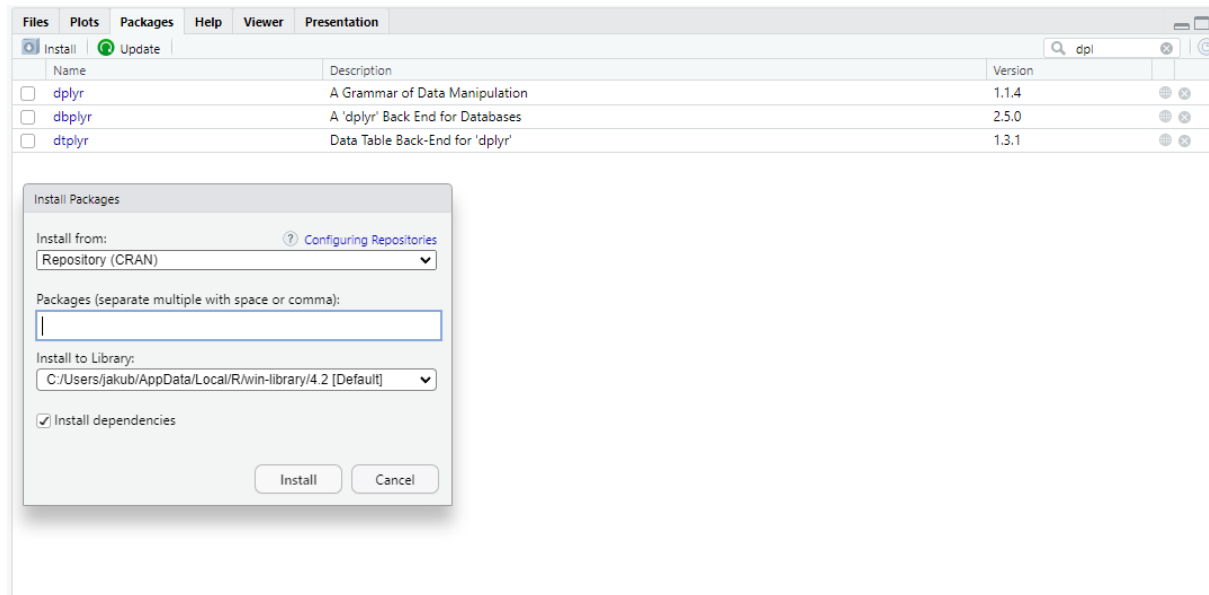 Files Plots Packages Help Viewer Presentation
Install Update dpl
Name Description Version
dplyr A Grammar of Data Manipulation 1.1.4
dbplyr A 'dplyr' Back End for Databases 2.5.0
dtplyr Data Table Back-End for 'dplyr' 1.3.1
Install Packages
Install from: ? Configuring Repositories
Repository (CRAN)
Packages (separate multiple with space or comma):
Install to Library:
C:/Users/jakub/AppData/Local/R/win-library/4.2 [Default]
Install dependencies
Install Cancel